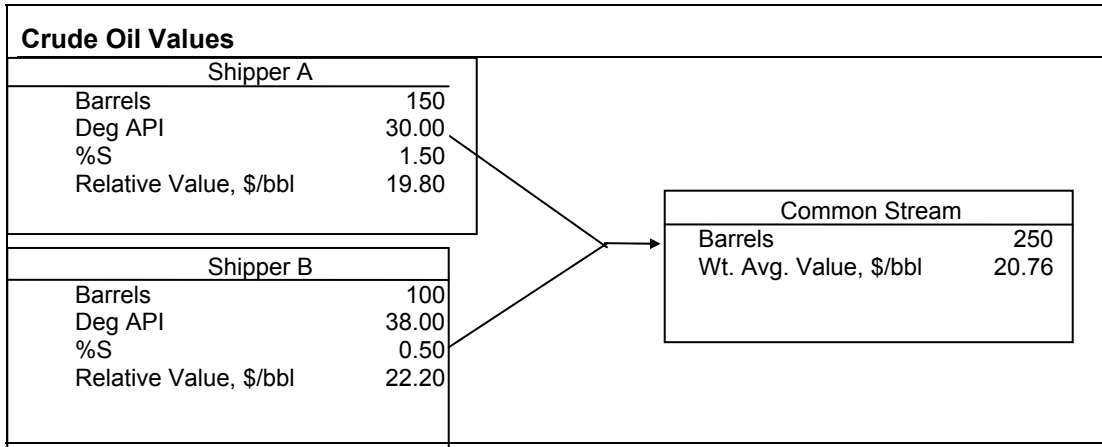 Crude Oil Values
Shipper A
Barrels 150
Deg API 30.00
%S 1.50
Relative Value, $/bbl 19.80
Shipper B
Barrels 100
Deg API 38.00
%S 0.50
Relative Value, $/bbl 22.20
Common Stream
Barrels 250
Wt. Avg. Value, $/bbl 20.76